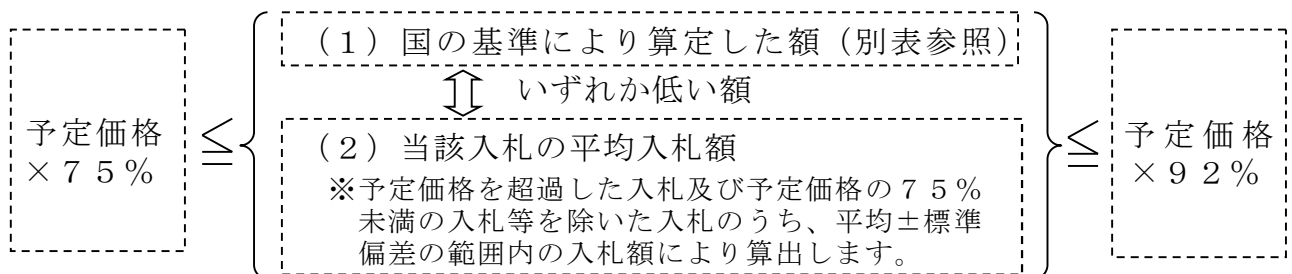 予定価格
×７５％
≦
（１）国の基準により算定した額（別表参照）
いずれか低い額
（２）当該入札の平均入札額
※予定価格を超過した入札及び予定価格の７５％
未満の入札等を除いた入札のうち、平均±標準
偏差の範囲内の入札額により算出します。
≦
予定価格
×９２％